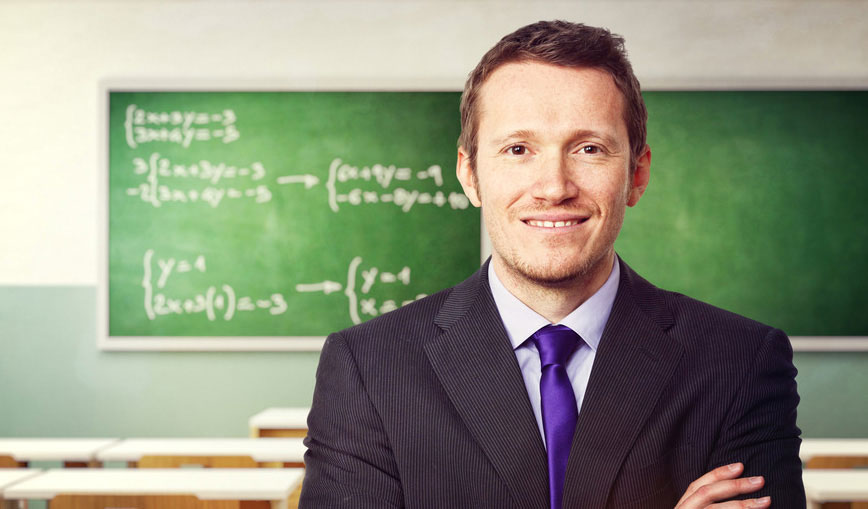 2x+3y=-3
3x+4y=-5
3 2x+3y=-3 → 6x+9y=-9
-2 3x+4y=-5 → -6x-8y=+10
y=1 → y=1
2x+3(1)=-3 x=-